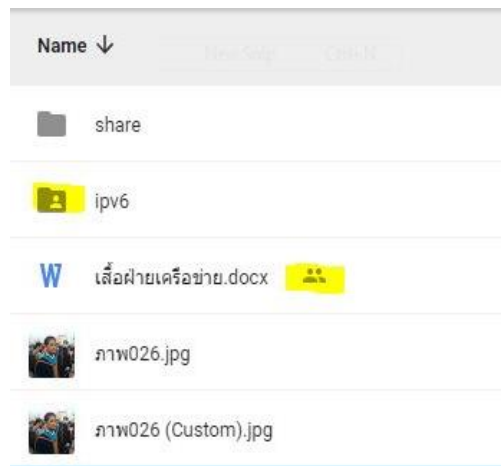 Name ↓
share
ipv6
เสื้อฝ่ายเครือข่าย.docx
ภาพ026.jpg
ภาพ026 (Custom).jpg